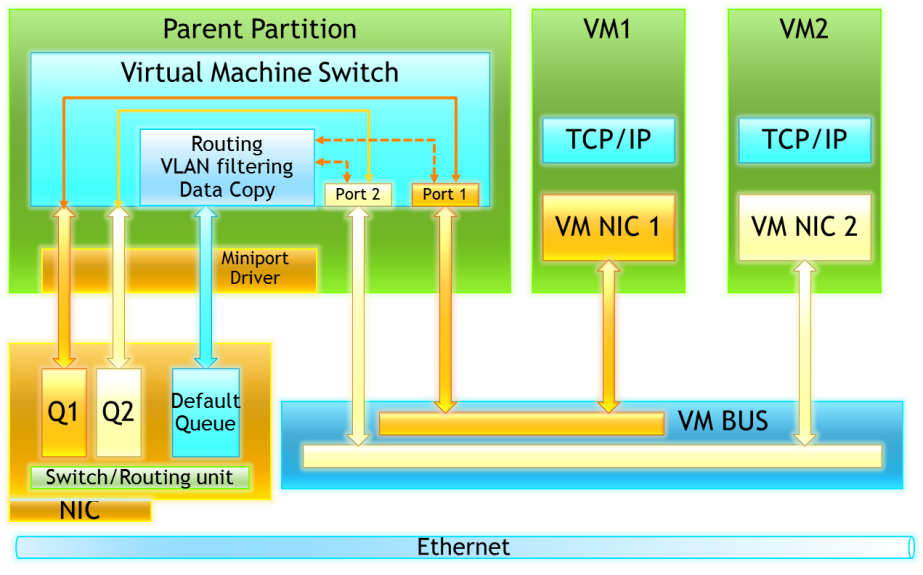 Parent Partition
Virtual Machine Switch
Routing
VLAN filtering
Data Copy
Port 2
Port 1
Miniport
Driver
VM1
TCP/IP
VM NIC 1
VM2
TCP/IP
VM NIC 2
Q1
Q2
Default
Queue
Switch/Routing unit
NIC
VM BUS
Ethernet